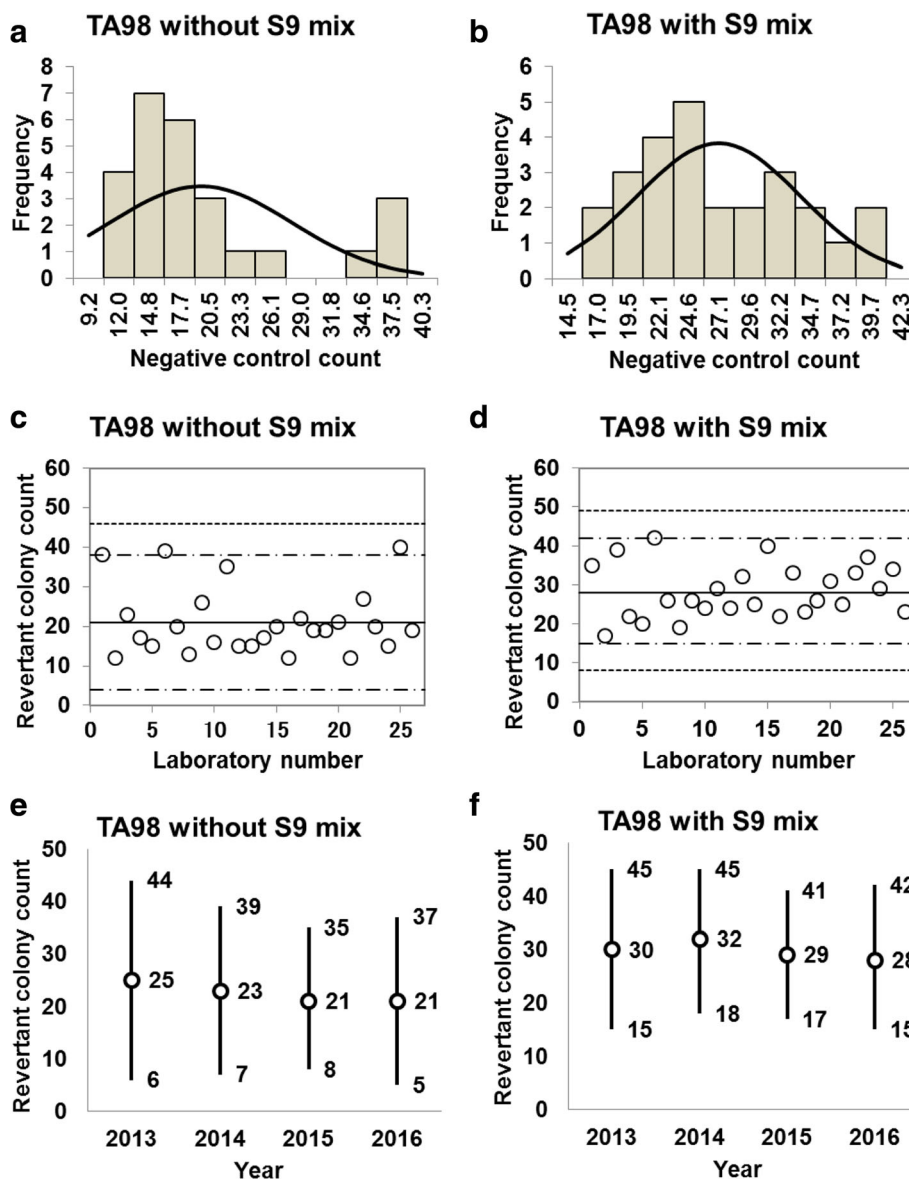 a
TA98 without S9 mix
Frequency
8
7
6
5
4
3
2
1
0
9.2 12.0 14.8 17.7 20.5 23.3 26.1 29.0 31.8 34.6 37.5 40.3
Negative control count
b
TA98 with S9 mix
Frequency
6
5
4
3
2
1
0
14.5 17.0 19.5 22.1 24.6 27.1 29.6 32.2 34.7 37.2 39.7 42.3
Negative control count
c
TA98 without S9 mix
Revertant colony count
60
50
40
30
20
10
0
0 5 10 15 20 25
Laboratory number
d
TA98 with S9 mix
Revertant colony count
60
50
40
30
20
10
0
0 5 10 15 20 25
Laboratory number
e
TA98 without S9 mix
Revertant colony count
50
40
30
20
10
0
44 39 35 37
25 23 21 21
6 7 8 5
2013 2014 2015 2016
Year
f
TA98 with S9 mix
Revertant colony count
50
40
30
20
10
0
45 45 41 42
30 32 29 28
15 18 17 15
2013 2014 2015 2016
Year